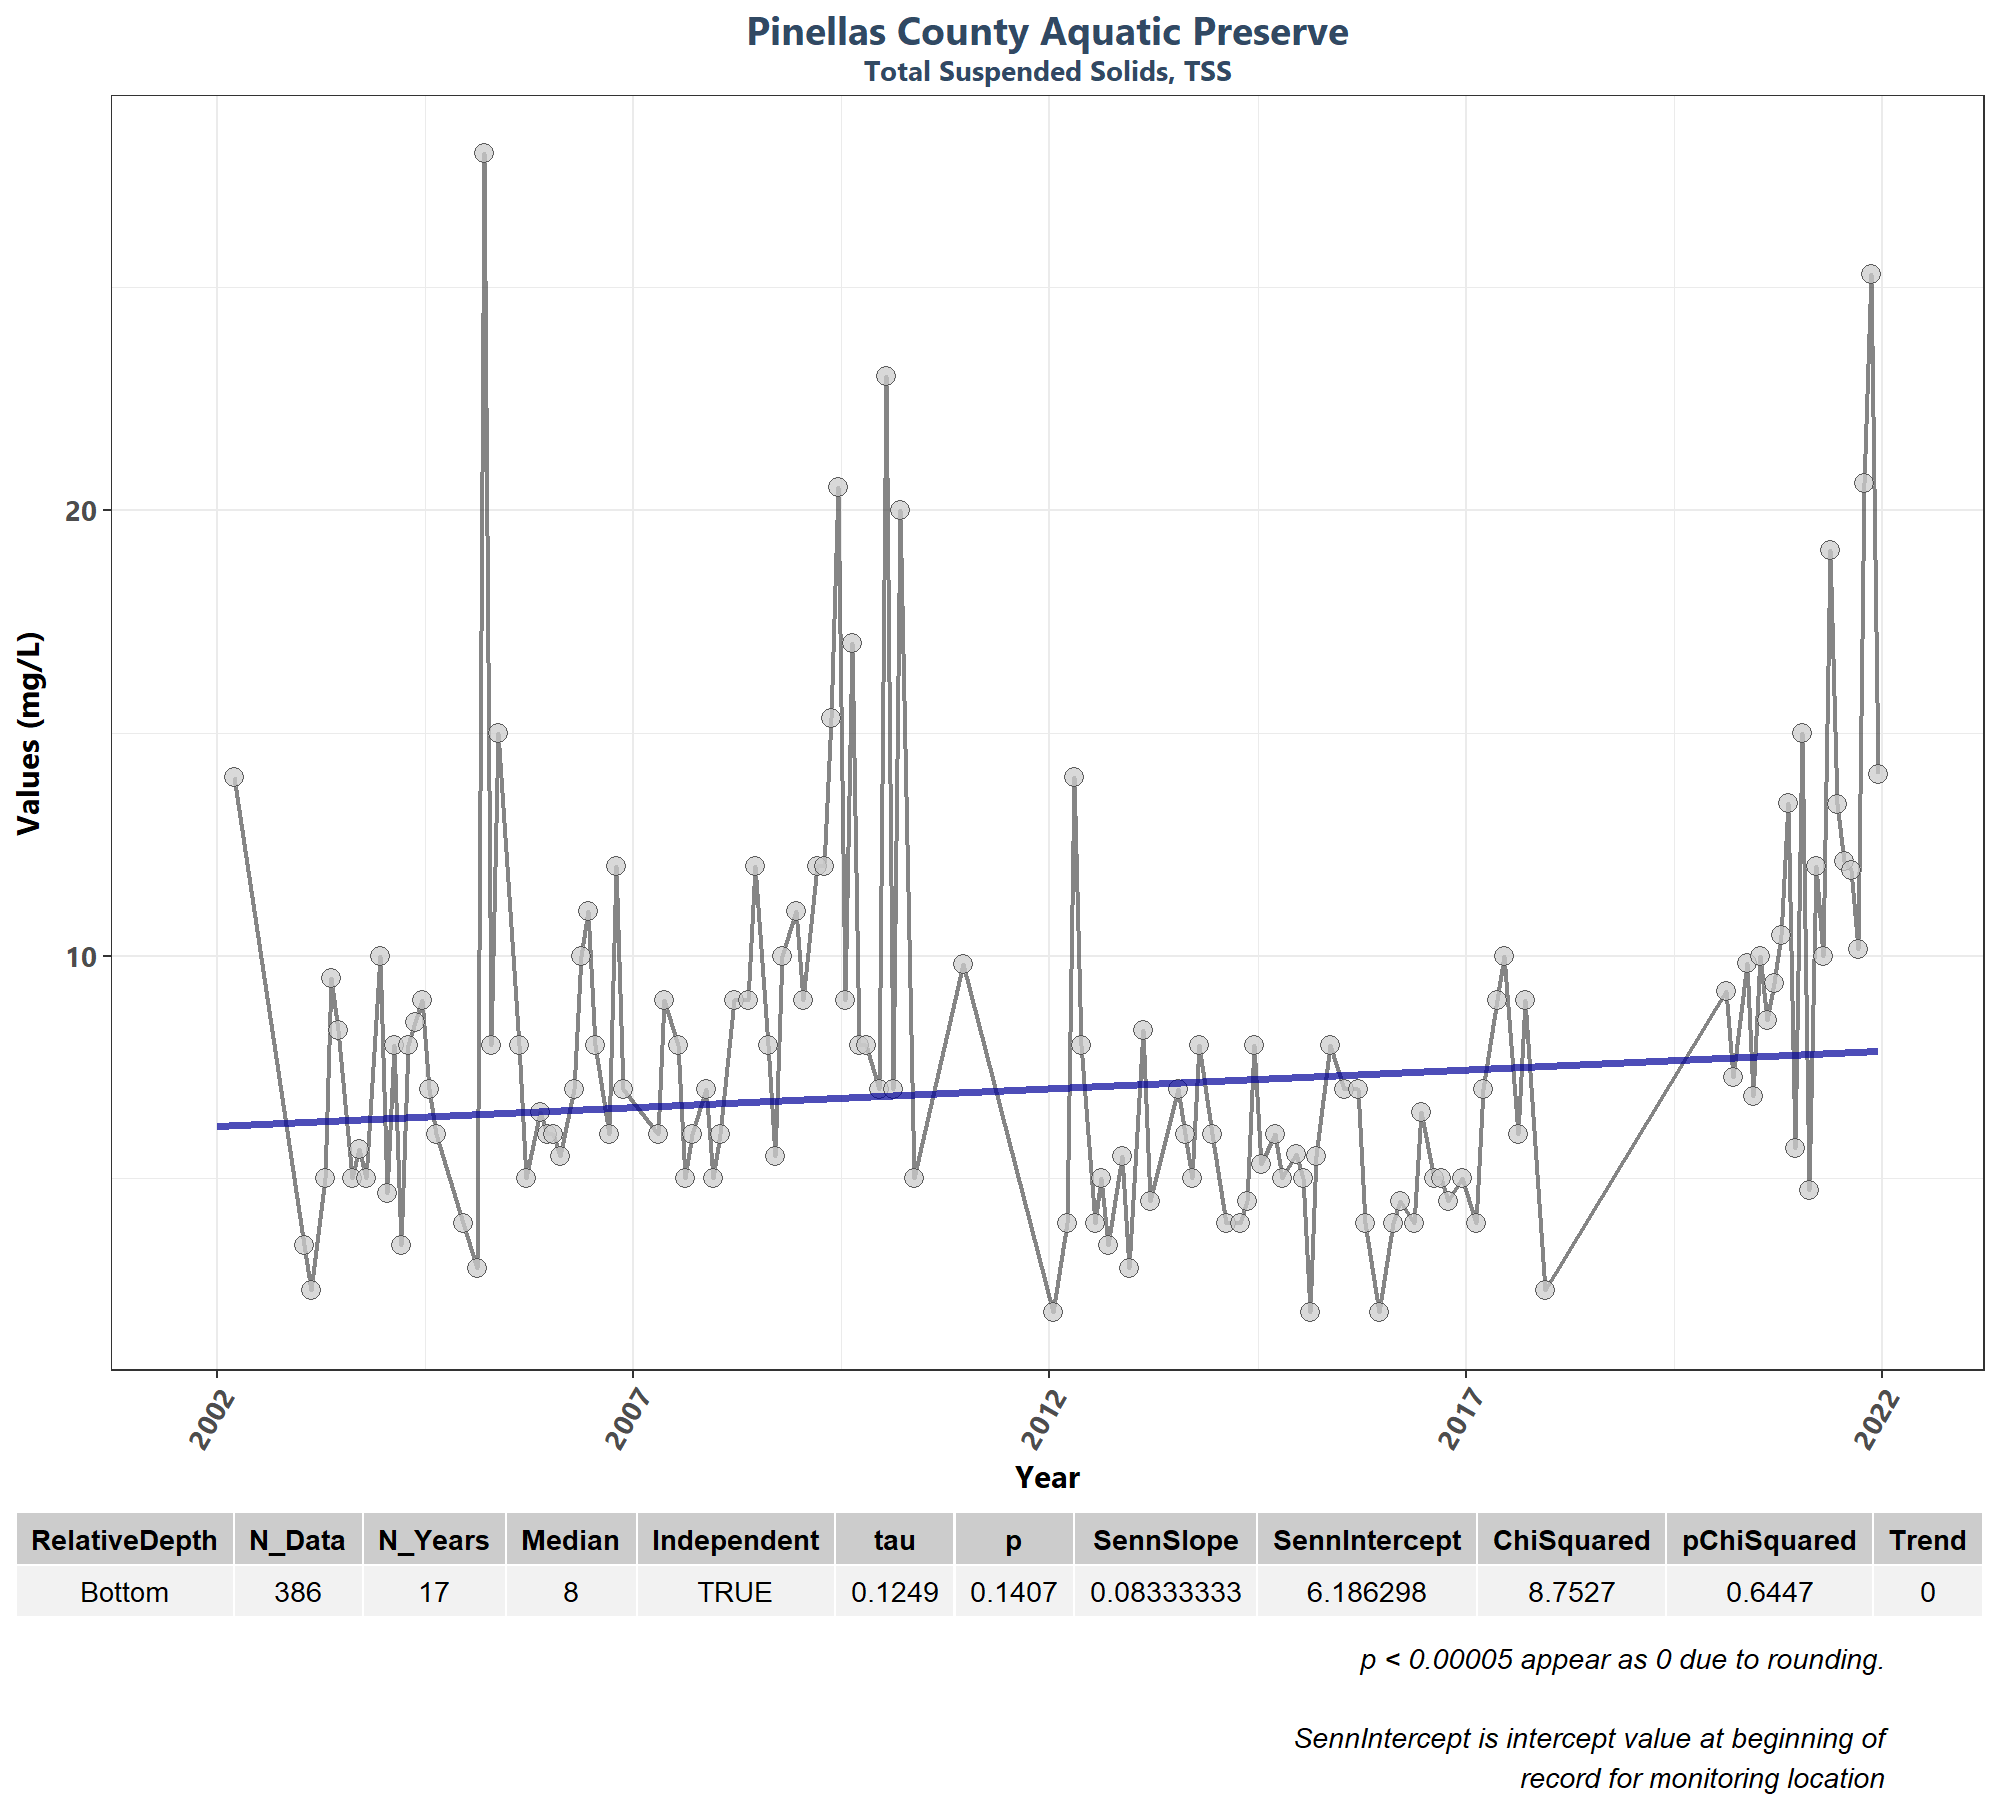 Pinellas County Aquatic Preserve
Total Suspended Solids, TSS
Values (mg/L)
20
10
2002 2007 2012 2017 2022
Year
RelativeDepth N_Data N_Years Median Independent tau p SennSlope SennIntercept ChiSquared pChiSquared Trend
Bottom 386 17 8 TRUE 0.1249 0.1407 0.08333333 6.186298 8.7527 0.6447 0
p < 0.00005 appear as 0 due to rounding.
SennIntercept is intercept value at beginning of
record for monitoring location